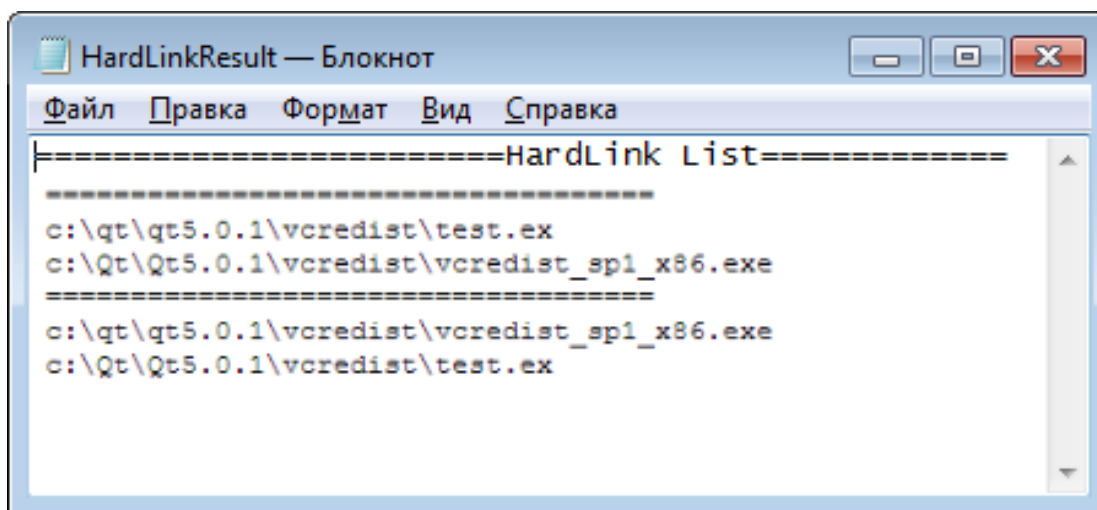 HardLinkResult — Блокнот
Файл Правка Формат Вид Справка
========================HardLink List=============
====================================
c:\qt\qt5.0.1\vcredist\test.ex
c:\Qt\Qt5.0.1\vcredist\vcredist_sp1_x86.exe
====================================
c:\qt\qt5.0.1\vcredist\vcredist_sp1_x86.exe
c:\Qt\Qt5.0.1\vcredist\test.ex